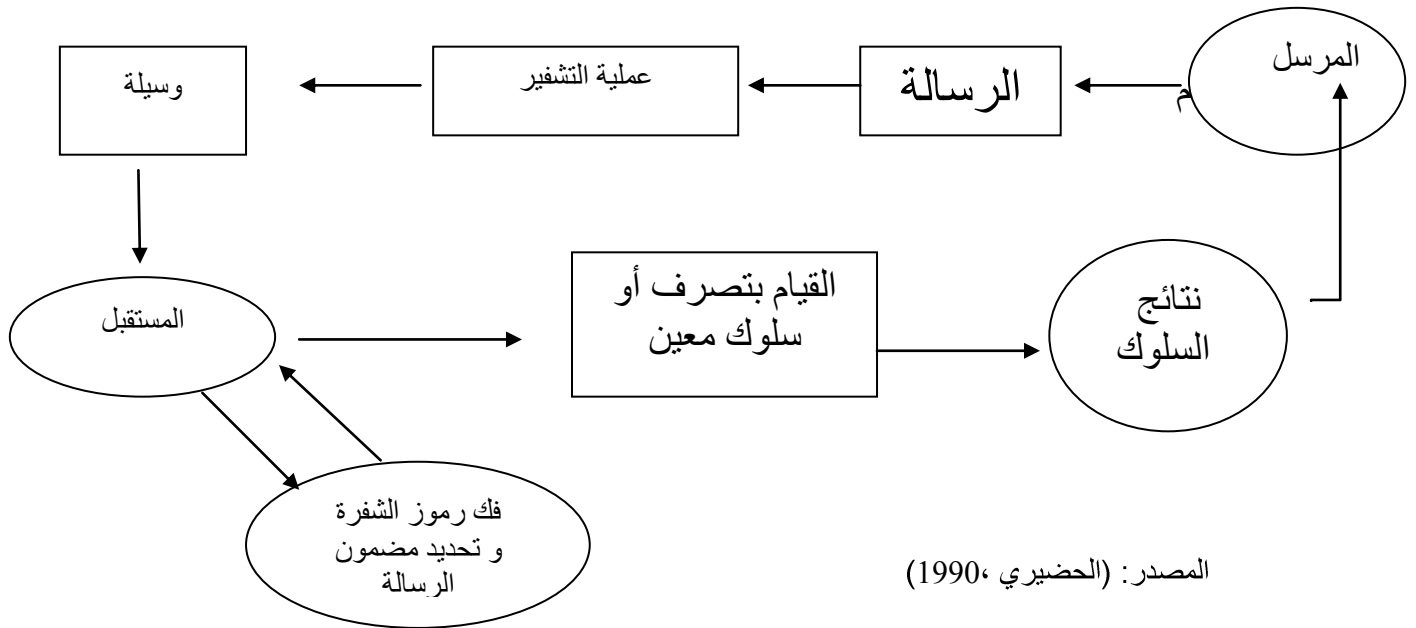 المرسل
م
الرسالة
عملية التشفير
وسيلة
المستقبل
القيام بتصرف أو
سلوك معين
نتائج
السلوك
فك رموز الشفرة
و تحديد مضمون
الرسالة
المصدر: (الحضيري ،1990)